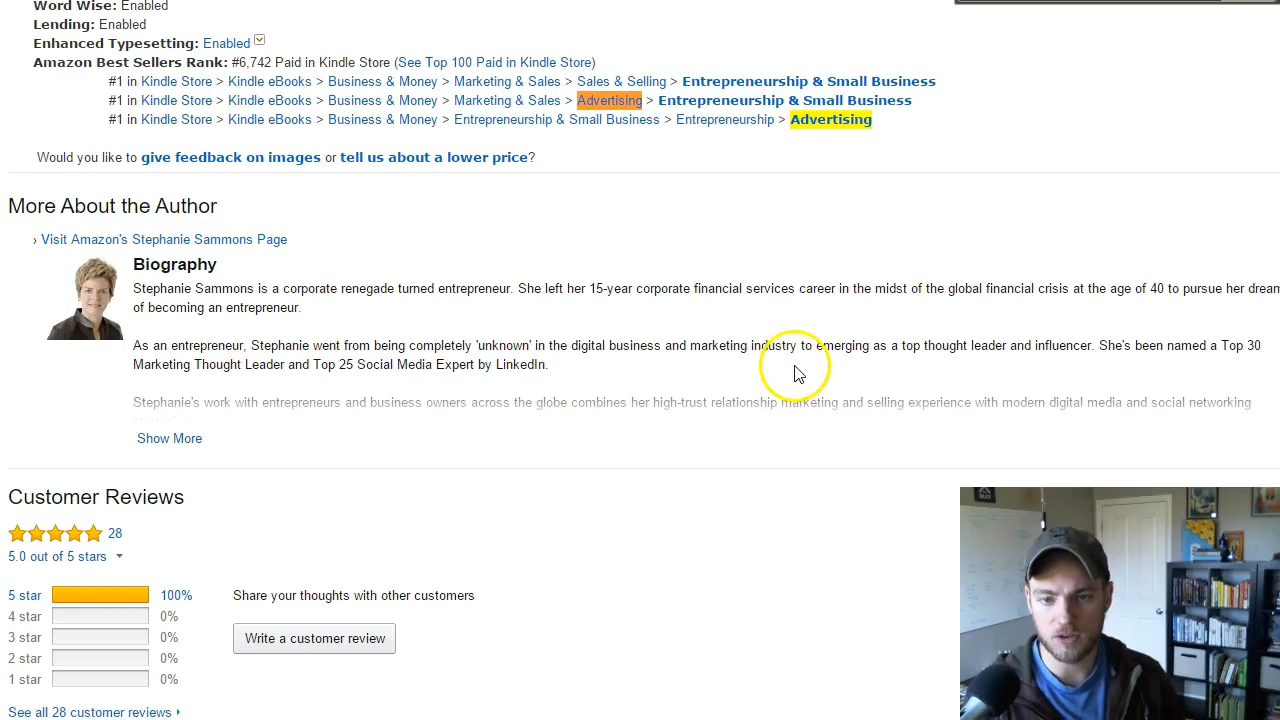 Word Wise: Enabled
Lending: Enabled
Enhanced Typesetting: Enabled
Amazon Best Sellers Rank: #6,742 Paid in Kindle Store (See Top 100 Paid in Kindle Store)
#1 in Kindle Store > Kindle eBooks > Business & Money > Marketing & Sales > Sales & Selling > Entrepreneurship & Small Business
#1 in Kindle Store > Kindle eBooks > Business & Money > Marketing & Sales > Advertising > Entrepreneurship & Small Business
#1 in Kindle Store > Kindle eBooks > Business & Money > Entrepreneurship & Small Business > Entrepreneurship > Advertising
Would you like to give feedback on images or tell us about a lower price?
More About the Author
› Visit Amazon's Stephanie Sammons Page
Biography
Stephanie Sammons is a corporate renegade turned entrepreneur. She left her 15-year corporate financial services career in the midst of the global financial crisis at the age of 40 to pursue her dream
of becoming an entrepreneur.
As an entrepreneur, Stephanie went from being completely 'unknown' in the digital business and marketing industry to emerging as a top thought leader and influencer. She's been named a Top 30
Marketing Thought Leader and Top 25 Social Media Expert by LinkedIn.
Stephanie's work with entrepreneurs and business owners across the globe combines her high-trust relationship marketing and selling experience with modern digital media and social networking
Show More
Customer Reviews
28
5.0 out of 5 stars
5 star 100%
4 star 0%
3 star 0%
2 star 0%
1 star 0%
Share your thoughts with other customers
Write a customer review
See all 28 customer reviews ›